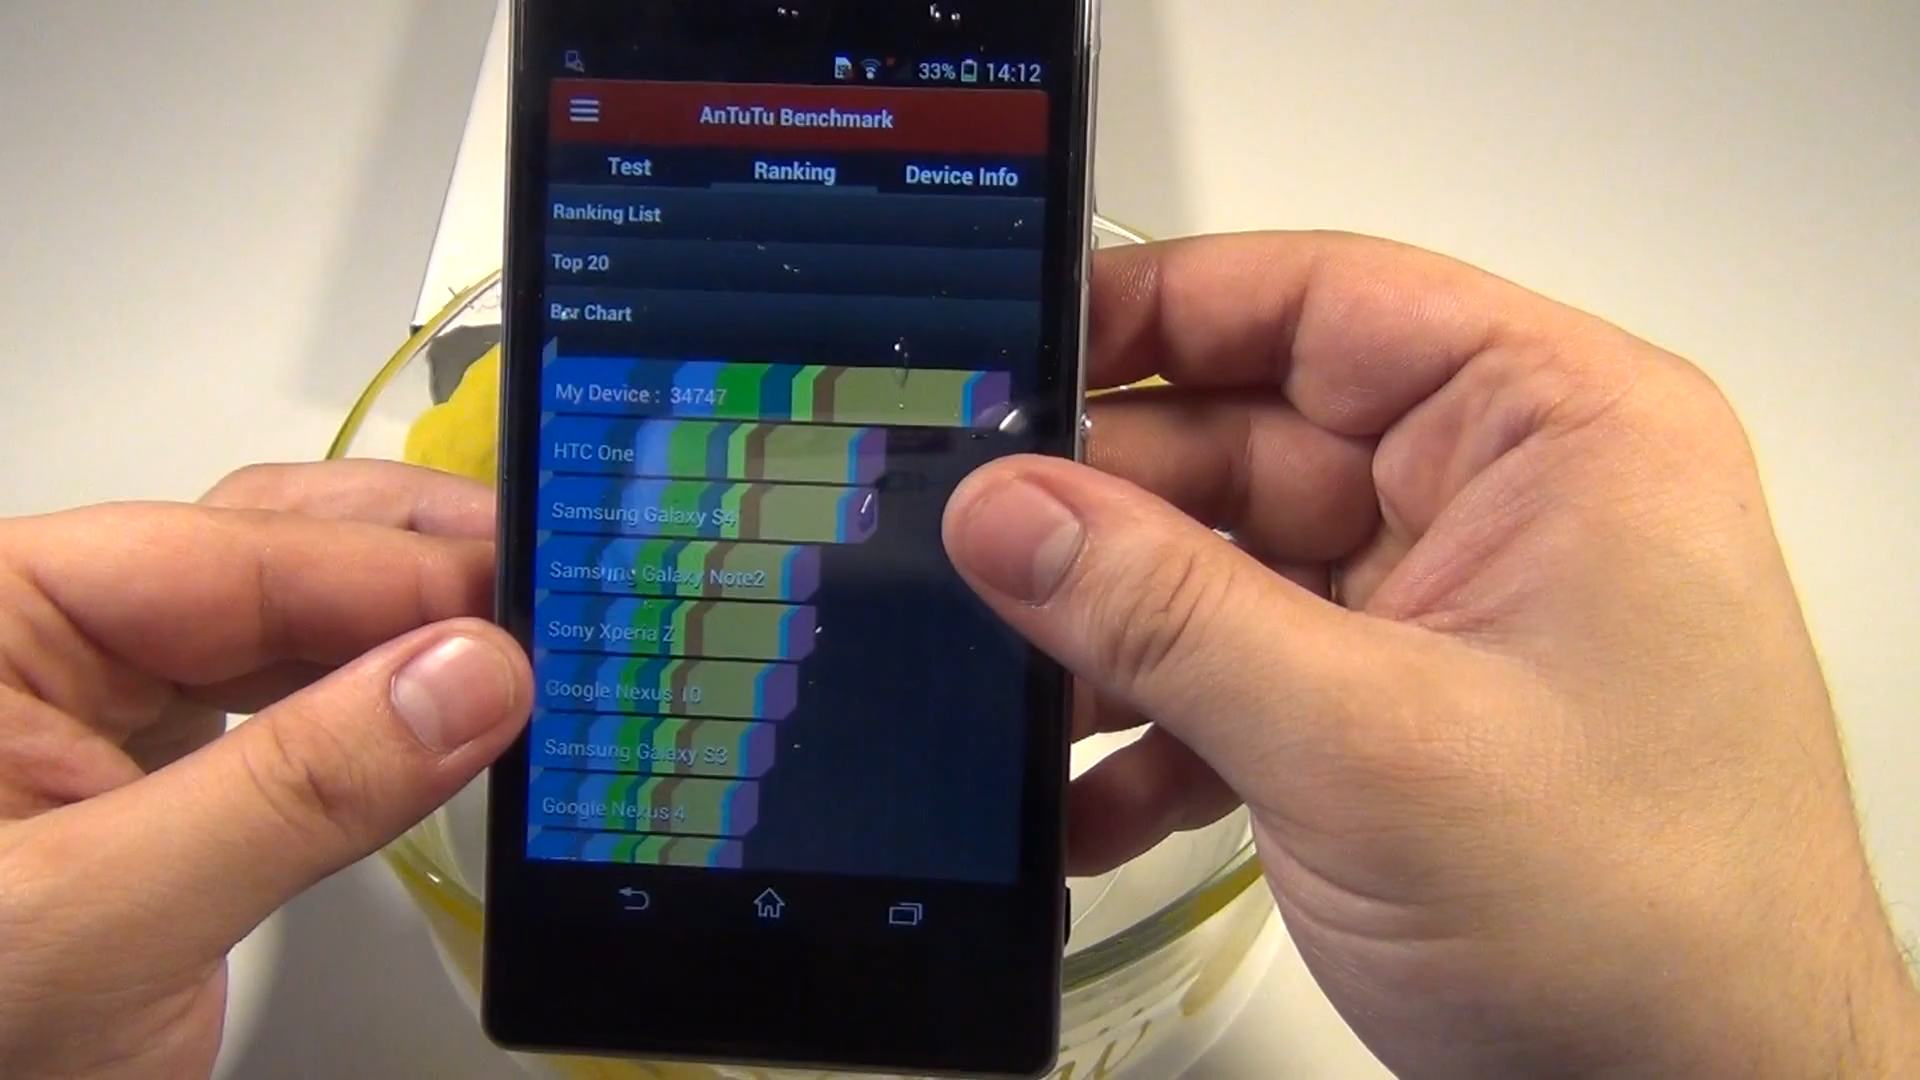 33% 14:12
AnTuTu Benchmark
Test Ranking Device Info
Ranking List
Top 20
Bar Chart
My Device : 34747
HTC One
Samsung Galaxy S4
Samsung Galaxy Note2
Sony Xperia Z
Google Nexus 10
Samsung Galaxy S3
Google Nexus 4